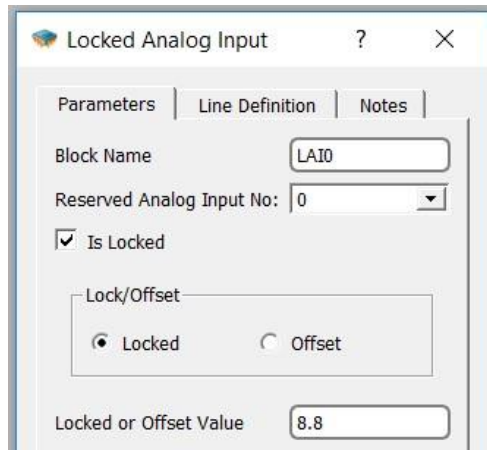 Locked Analog Input ?
Parameters Line Definition Notes
Block Name LAI0
Reserved Analog Input No: 0
Is Locked
Lock/Offset
Locked Offset
Locked or Offset Value 8.8